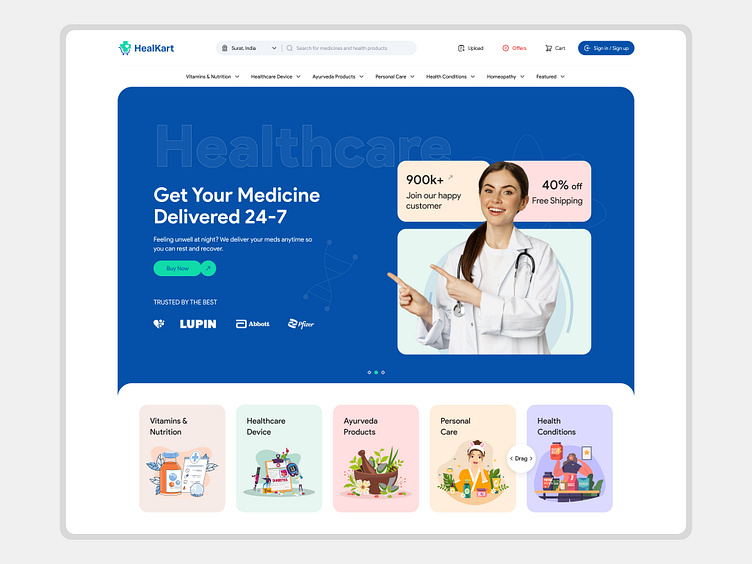 HealKart
Surat, India
Search for medicines and health products
Upload
Offers
Cart
Sign in / Sign up
Vitamins & Nutrition
Healthcare Device
Ayurveda Products
Personal Care
Health Conditions
Homeopathy
Featured
Healthcare
Get Your Medicine
Delivered 24-7
Feeling unwell at night? We deliver your meds anytime so
you can rest and recover.
Buy Now
TRUSTED BY THE BEST
LUPIN
Abbott
Pfizer
900k+
Join our happy
customer
40% off
Free Shipping
Vitamins &
Nutrition
Healthcare
Device
DIABETES
Ayurveda
Products
Personal
Care
< Drag >
Health
Conditions